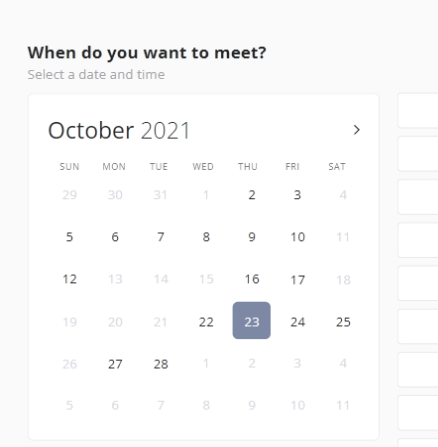 When do you want to meet?
Select a date and time
October 2021
SUN MON TUE WED THU FRI SAT
29 30 31 1 2 3 4
5 6 7 8 9 10 11
12 13 14 15 16 17 18
19 20 21 22 23 24 25
26 27 28 1 2 3 4
5 6 7 8 9 10 11